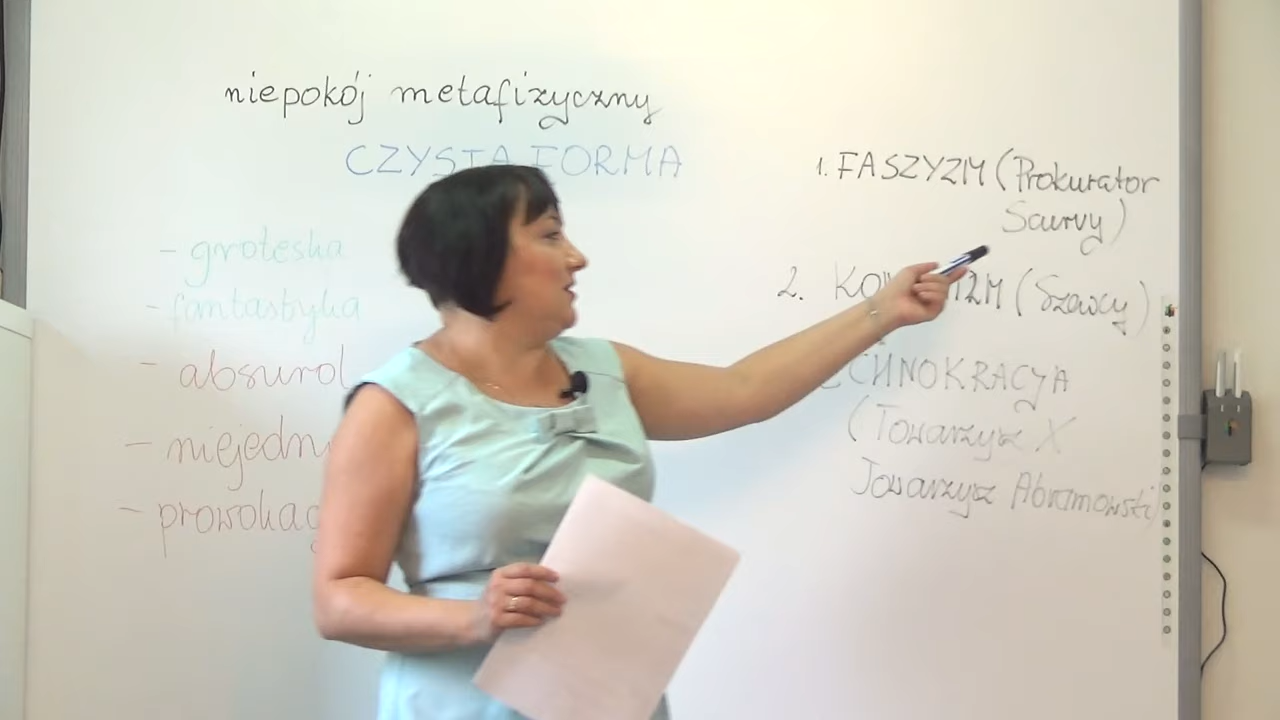 niepokój metafizyczny
CZYSTA FORMA
- groteska
- fantastyka
- absurd
- niejedn
- prowokac
1. FASZYZM (Prokurator
Scurvy)
2. KO IZM (Szewcy)
CHNOKRACJA
(Towarzysz X
Towarzysz Abramowski)